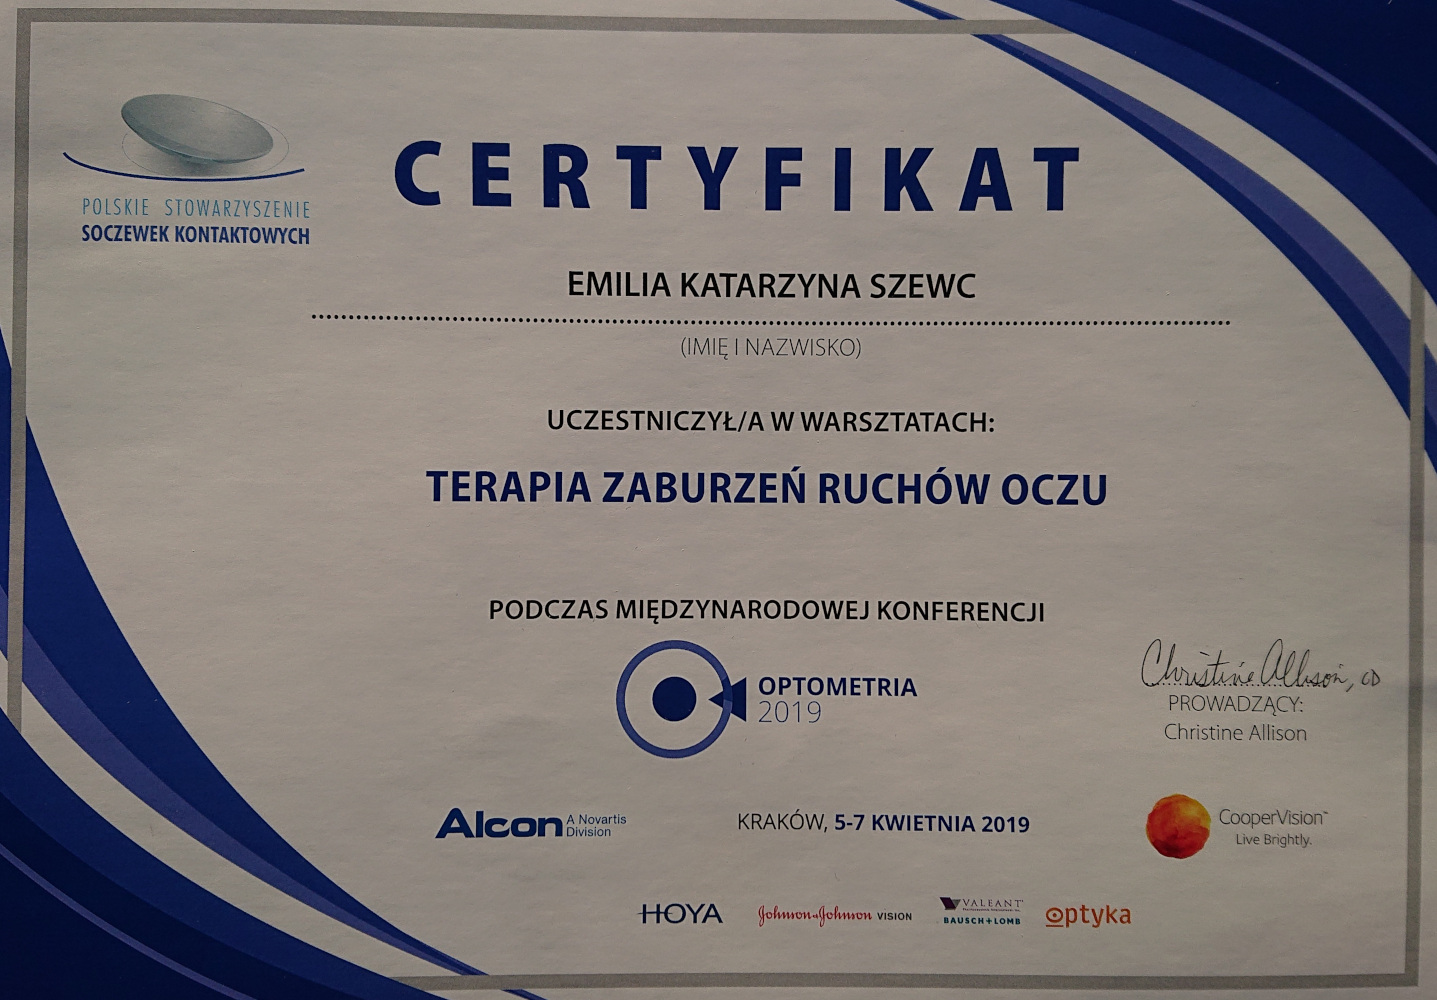 POLSKIE STOWARZYSZENIE
SOCZEWEK KONTAKTOWYCH
CERTYFIKAT
EMILIA KATARZYNA SZEWC
(IMIĘ I NAZWISKO)
UCZESTNICZYŁ/A W WARSZTATACH:
TERAPIA ZABURZEŃ RUCHÓW OCZU
PODCZAS MIĘDZYNARODOWEJ KONFERENCJI
OPTOMETRIA
2019
Christine Allison, OD
PROWADZĄCY:
Christine Allison
Alcon A Novartis
Division
KRAKÓW, 5-7 KWIETNIA 2019
CooperVision™
Live Brightly.
HOYA
Johnson & Johnson VISION
VALEANT
BAUSCH+LOMB
optyka